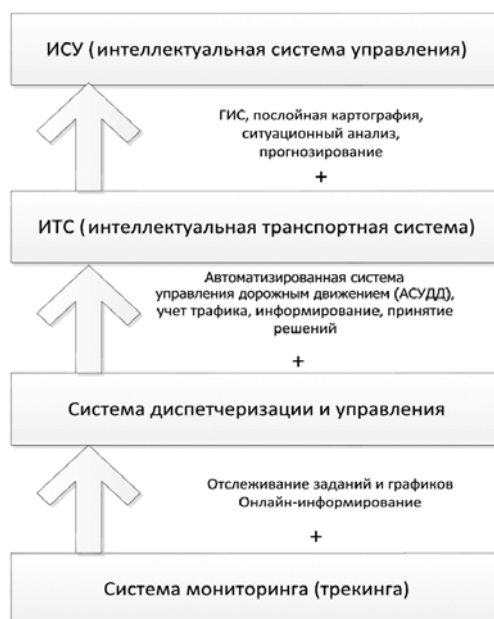 ИСУ (интеллектуальная система управления)
ГИС, послойная картография,
ситуационный анализ,
прогнозирование
+
ИТС (интеллектуальная транспортная система)
Автоматизированная система
управления дорожным движением (АСУДД),
учет трафика, информирование, принятие
решений
+
Система диспетчеризации и управления
Отслеживание заданий и графиков
Онлайн-информирование
+
Система мониторинга (трекинга)